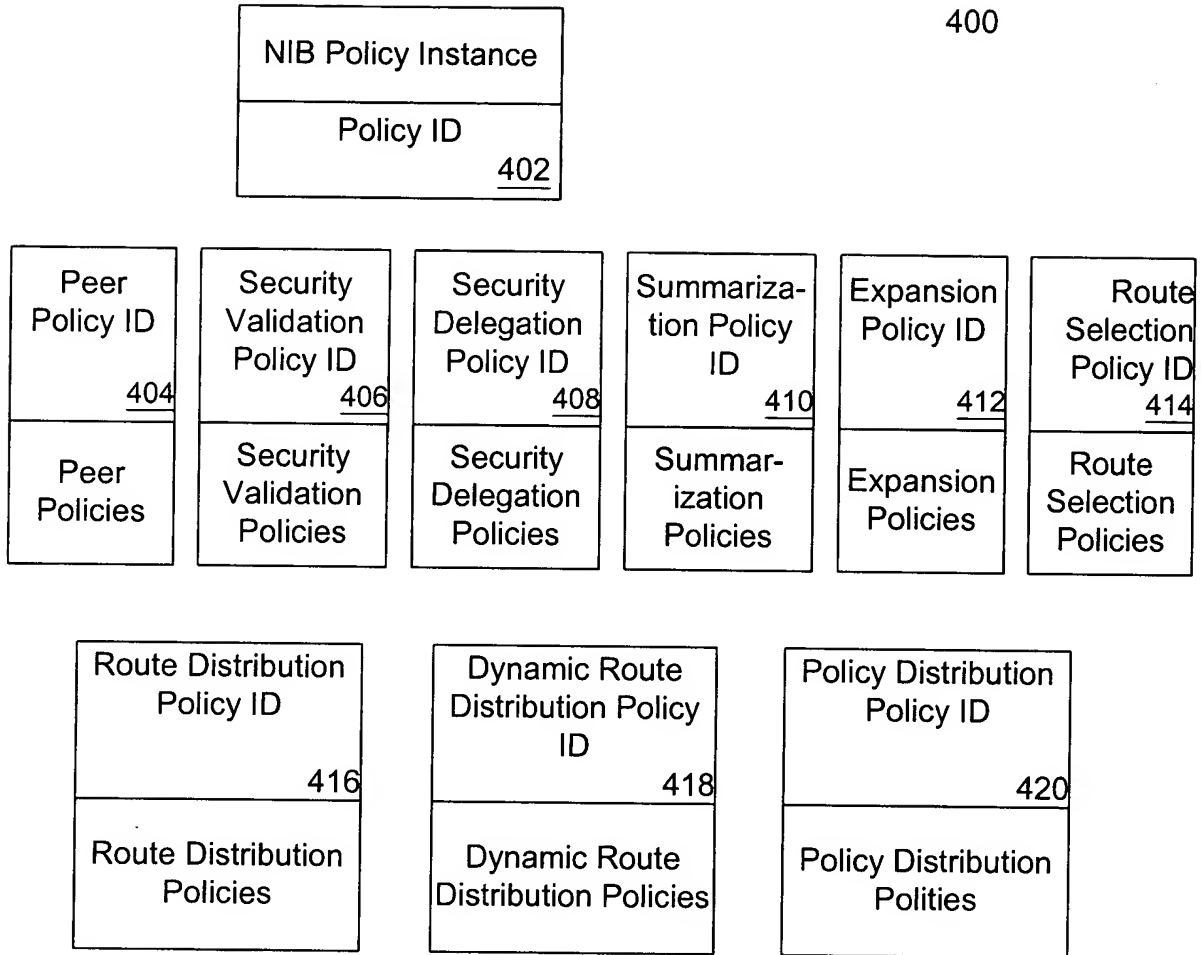 400
NIB Policy Instance
Policy ID
402
Peer
Policy ID
404
Peer
Policies
Security
Validation
Policy ID
406
Security
Validation
Policies
Security
Delegation
Policy ID
408
Security
Delegation
Policies
Summariza-
tion Policy
ID
410
Summar-
ization
Policies
Expansion
Policy ID
412
Expansion
Policies
Route
Selection
Policy ID
414
Route
Selection
Policies
Route Distribution
Policy ID
416
Route Distribution
Policies
Dynamic Route
Distribution Policy
ID
418
Dynamic Route
Distribution Policies
Policy Distribution
Policy ID
420
Policy Distribution
Polities